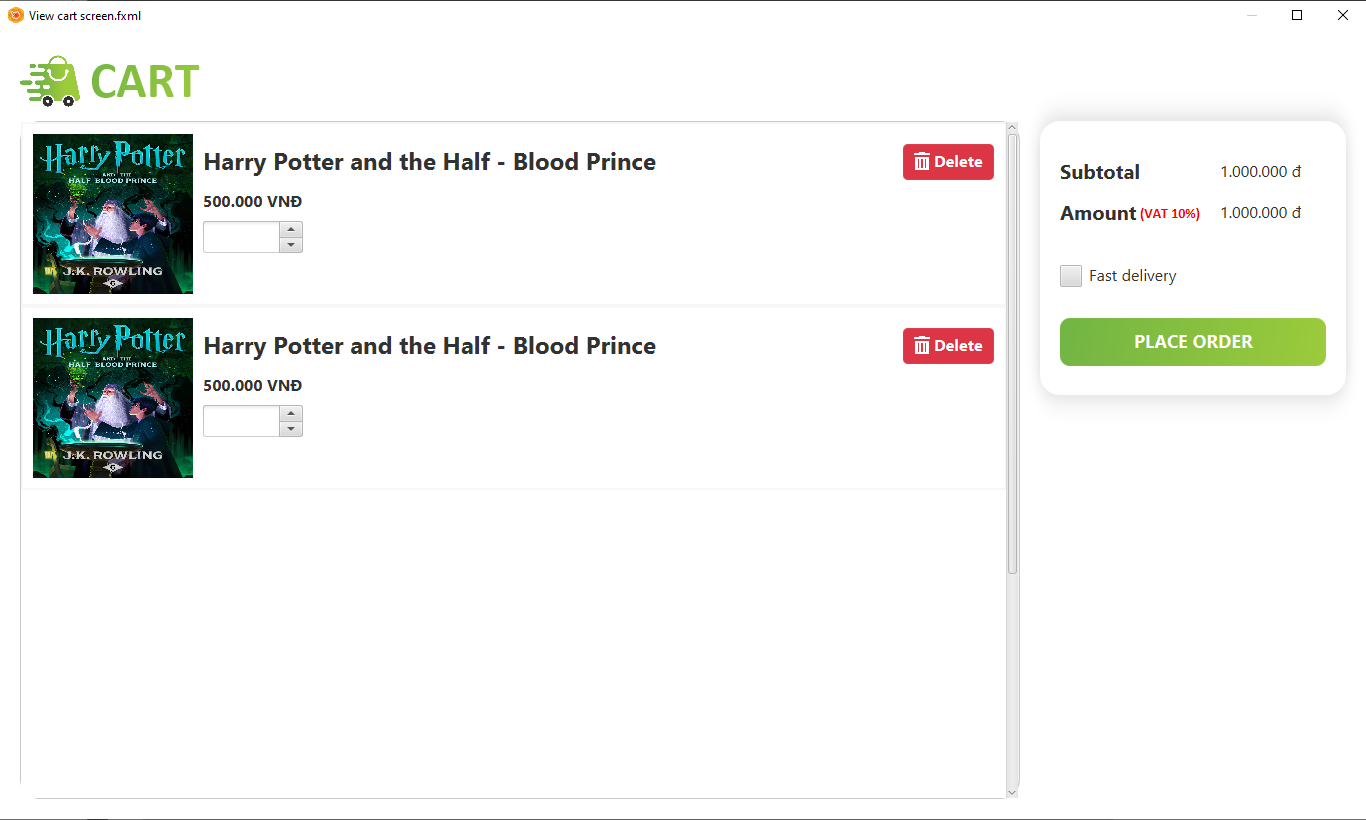 View cart screen.fxml
CART
Harry Potter
AND THE
HALF BLOOD PRINCE
J.K. ROWLING
Harry Potter and the Half - Blood Prince
500.000 VNĐ
Delete
Harry Potter
AND THE
HALF BLOOD PRINCE
J.K. ROWLING
Harry Potter and the Half - Blood Prince
500.000 VNĐ
Delete
Subtotal 1.000.000 đ
Amount (VAT 10%) 1.000.000 đ
Fast delivery
PLACE ORDER